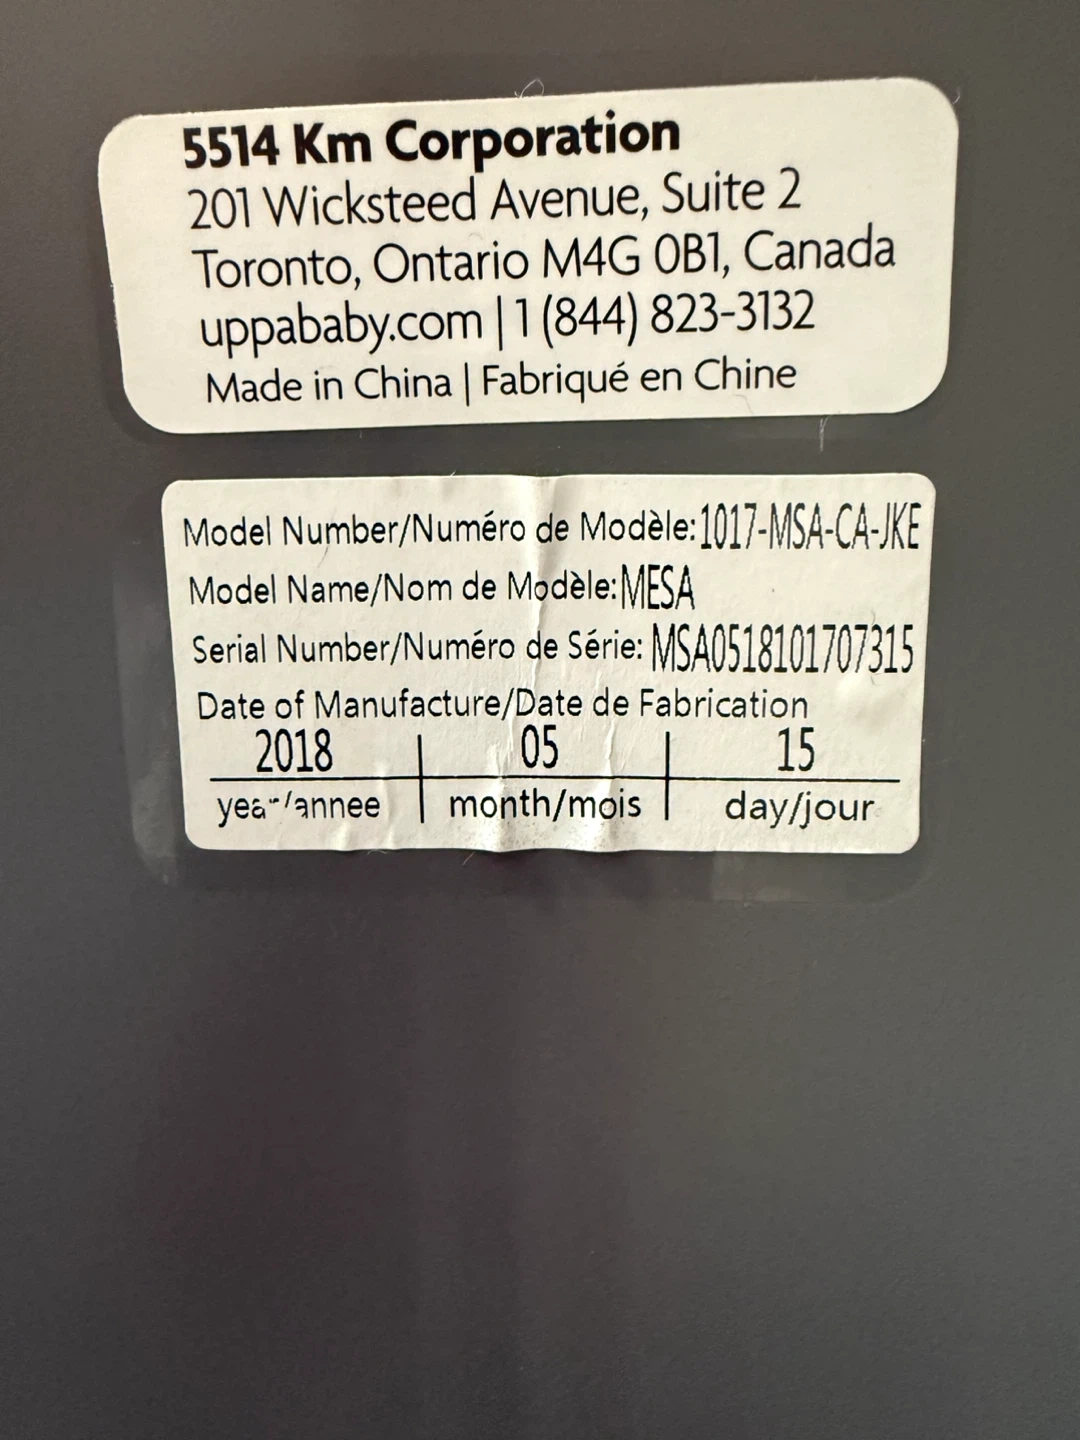 5514 Km Corporation
201 Wicksteed Avenue, Suite 2
Toronto, Ontario M4G 0B1, Canada
uppababy.com | 1 (844) 823-3132
Made in China | Fabriqué en Chine
Model Number/Numéro de Modèle: 1017-MSA-CA-JKE
Model Name/Nom de Modèle: MESA
Serial Number/Numéro de Série: MSA0518101707315
Date of Manufacture/Date de Fabrication
2018 | 05 | 15
year/annee | month/mois | day/jour